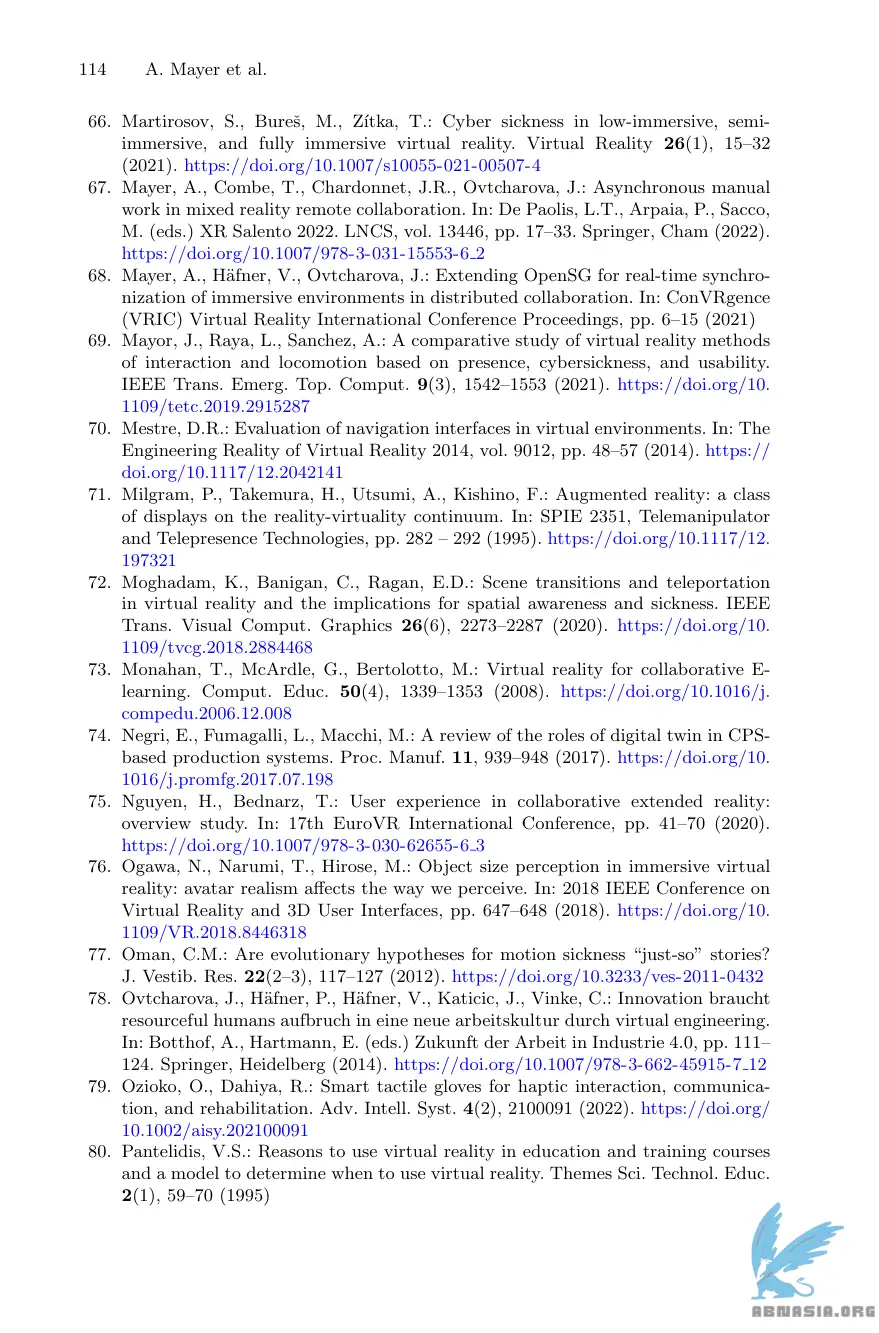 114 A. Mayer et al.
66. Martirosov, S., Bureš, M., Zítka, T.: Cyber sickness in low-immersive, semi-
immersive, and fully immersive virtual reality. Virtual Reality 26(1), 15–32
(2021). https://doi.org/10.1007/s10055-021-00507-4
67. Mayer, A., Combe, T., Chardonnet, J.R., Ovtcharova, J.: Asynchronous manual
work in mixed reality remote collaboration. In: De Paolis, L.T., Arpaia, P., Sacco,
M. (eds.) XR Salento 2022. LNCS, vol. 13446, pp. 17–33. Springer, Cham (2022).
https://doi.org/10.1007/978-3-031-15553-6_2
68. Mayer, A., Häfner, V., Ovtcharova, J.: Extending OpenSG for real-time synchro-
nization of immersive environments in distributed collaboration. In: ConVRgence
(VRIC) Virtual Reality International Conference Proceedings, pp. 6–15 (2021)
69. Mayor, J., Raya, L., Sanchez, A.: A comparative study of virtual reality methods
of interaction and locomotion based on presence, cybersickness, and usability.
IEEE Trans. Emerg. Top. Comput. 9(3), 1542–1553 (2021). https://doi.org/10.
1109/tetc.2019.2915287
70. Mestre, D.R.: Evaluation of navigation interfaces in virtual environments. In: The
Engineering Reality of Virtual Reality 2014, vol. 9012, pp. 48–57 (2014). https://
doi.org/10.1117/12.2042141
71. Milgram, P., Takemura, H., Utsumi, A., Kishino, F.: Augmented reality: a class
of displays on the reality-virtuality continuum. In: SPIE 2351, Telemanipulator
and Telepresence Technologies, pp. 282 – 292 (1995). https://doi.org/10.1117/12.
197321
72. Moghadam, K., Banigan, C., Ragan, E.D.: Scene transitions and teleportation
in virtual reality and the implications for spatial awareness and sickness. IEEE
Trans. Visual Comput. Graphics 26(6), 2273–2287 (2020). https://doi.org/10.
1109/tvcg.2018.2884468
73. Monahan, T., McArdle, G., Bertolotto, M.: Virtual reality for collaborative E-
learning. Comput. Educ. 50(4), 1339–1353 (2008). https://doi.org/10.1016/j.
compedu.2006.12.008
74. Negri, E., Fumagalli, L., Macchi, M.: A review of the roles of digital twin in CPS-
based production systems. Proc. Manuf. 11, 939–948 (2017). https://doi.org/10.
1016/j.promfg.2017.07.198
75. Nguyen, H., Bednarz, T.: User experience in collaborative extended reality:
overview study. In: 17th EuroVR International Conference, pp. 41–70 (2020).
https://doi.org/10.1007/978-3-030-62655-6_3
76. Ogawa, N., Narumi, T., Hirose, M.: Object size perception in immersive virtual
reality: avatar realism affects the way we perceive. In: 2018 IEEE Conference on
Virtual Reality and 3D User Interfaces, pp. 647–648 (2018). https://doi.org/10.
1109/VR.2018.8446318
77. Oman, C.M.: Are evolutionary hypotheses for motion sickness “just-so” stories?
J. Vestib. Res. 22(2–3), 117–127 (2012). https://doi.org/10.3233/ves-2011-0432
78. Ovtcharova, J., Häfner, P., Häfner, V., Katicic, J., Vinke, C.: Innovation braucht
resourceful humans aufbruch in eine neue arbeitskultur durch virtual engineering.
In: Botthof, A., Hartmann, E. (eds.) Zukunft der Arbeit in Industrie 4.0, pp. 111–
124. Springer, Heidelberg (2014). https://doi.org/10.1007/978-3-662-45915-7_12
79. Ozioko, O., Dahiya, R.: Smart tactile gloves for haptic interaction, communica-
tion, and rehabilitation. Adv. Intell. Syst. 4(2), 2100091 (2022). https://doi.org/
10.1002/aisy.202100091
80. Pantelidis, V.S.: Reasons to use virtual reality in education and training courses
and a model to determine when to use virtual reality. Themes Sci. Technol. Educ.
2(1), 59–70 (1995)
ABNASIA.ORG